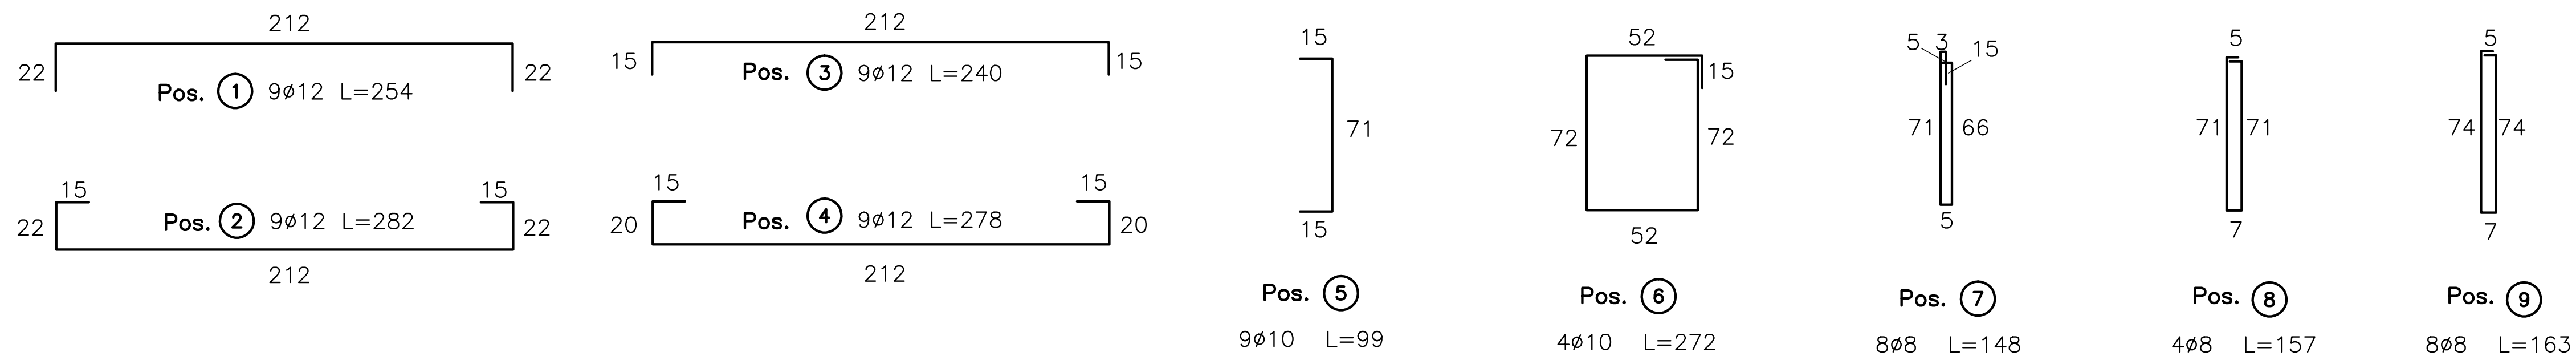 212
22 22
Pos. 1 9ø12 L=254
15 15
22 22
Pos. 2 9ø12 L=282
212
212
15 15
Pos. 3 9ø12 L=240
15 15
20 20
Pos. 4 9ø12 L=278
212
15
71
15
Pos. 5
9ø10 L=99
52
15
72 72
52
Pos. 6
4ø10 L=272
5 3 15
71 66
5
Pos. 7
8ø8 L=148
5
71 71
7
Pos. 8
4ø8 L=157
5
74 74
7
Pos. 9
8ø8 L=163